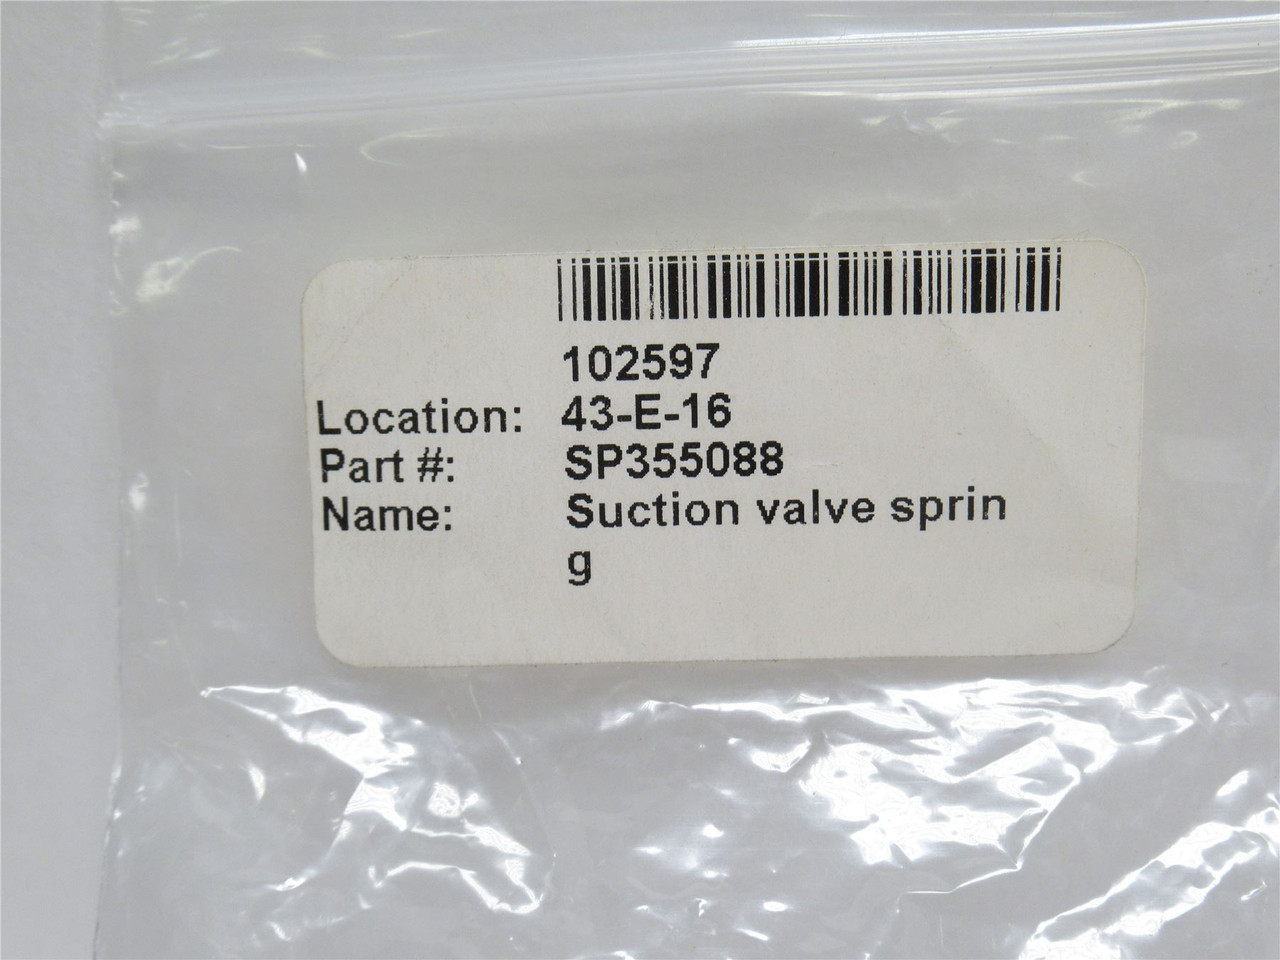 102597
Location: 43-E-16
Part #: SP355088
Name: Suction valve sprin
g